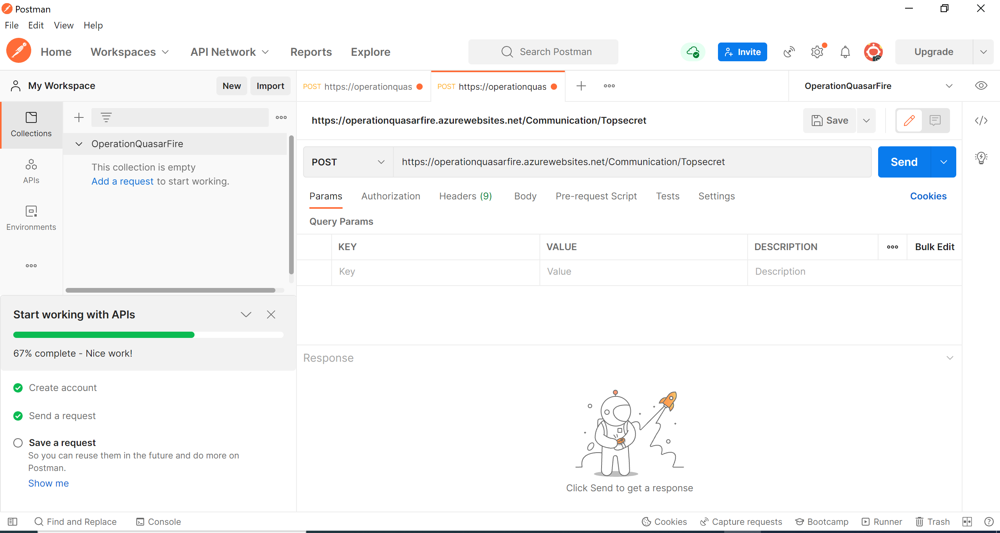 Postman
File Edit View Help
Home Workspaces API Network Reports Explore Search Postman Invite Upgrade
My Workspace New Import POST https://operationquas POST https://operationquas OperationQuasarFire
Collections
APIs
Environments
OperationQuasarFire
This collection is empty
Add a request to start working.
https://operationquasarfire.azurewebsites.net/Communication/Topsecret Save
POST https://operationquasarfire.azurewebsites.net/Communication/Topsecret Send
Params Authorization Headers (9) Body Pre-request Script Tests Settings Cookies
Query Params
KEY VALUE DESCRIPTION Bulk Edit
Key Value Description
Start working with APIs
67% complete - Nice work!
Create account
Send a request
Save a request
So you can reuse them in the future and do more on
Postman.
Show me
Response
Click Send to get a response
Find and Replace Console Cookies Capture requests Bootcamp Runner Trash